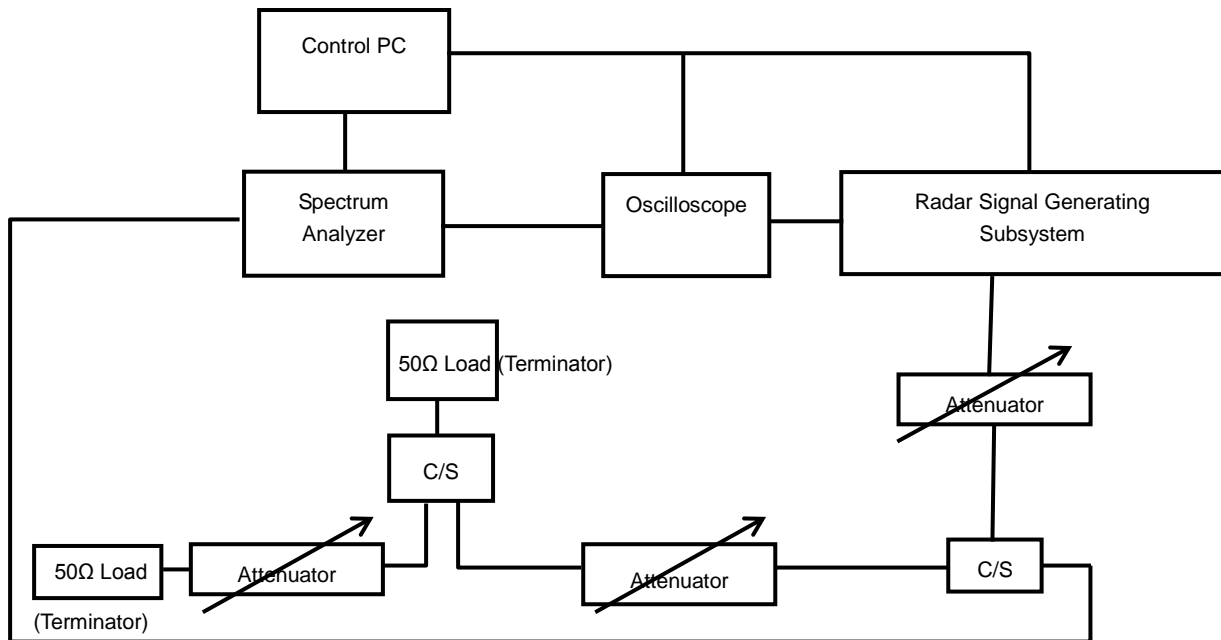 Control PC
Spectrum
Analyzer
Oscilloscope
Radar Signal Generating
Subsystem
50Ω Load (Terminator)
Attenuator
C/S
50Ω Load
(Terminator)
Attenuator
Attenuator
C/S